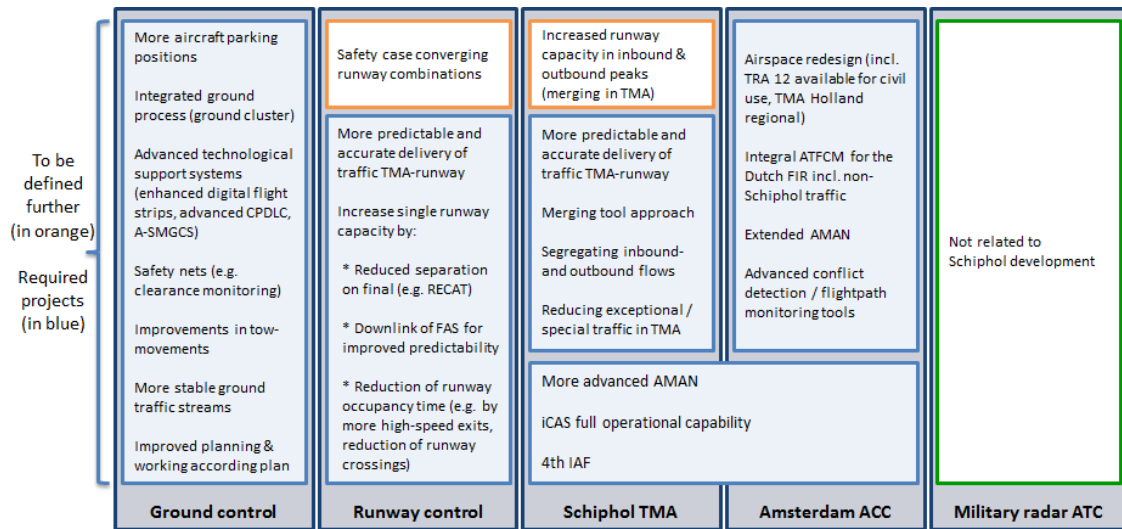 To be
defined
further
(in orange)
Required
projects
(in blue)
More aircraft parking
positions
Integrated ground
process (ground cluster)
Advanced technological
support systems
(enhanced digital flight
strips, advanced CPDLC,
A-SMGCS)
Safety nets (e.g.
clearance monitoring)
Improvements in tow-
movements
More stable ground
traffic streams
Improved planning &
working according plan
Ground control
Safety case converging
runway combinations
More predictable and
accurate delivery of
traffic TMA-runway
Increase single runway
capacity by:
* Reduced separation
on final (e.g. RECAT)
* Downlink of FAS for
improved predictability
* Reduction of runway
occupancy time (e.g. by
more high-speed exits,
reduction of runway
crossings)
Runway control
Increased runway
capacity in inbound &
outbound peaks
(merging in TMA)
More predictable and
accurate delivery of
traffic TMA-runway
Merging tool approach
Segregating inbound-
and outbound flows
Reducing exceptional /
special traffic in TMA
Schiphol TMA
Airspace redesign (incl.
TRA 12 available for civil
use, TMA Holland
regional)
Integral ATFCM for the
Dutch FIR incl. non-
Schiphol traffic
Extended AMAN
Advanced conflict
detection / flightpath
monitoring tools
More advanced AMAN
iCAS full operational capability
4th IAF
Amsterdam ACC
Not related to
Schiphol development
Military radar ATC